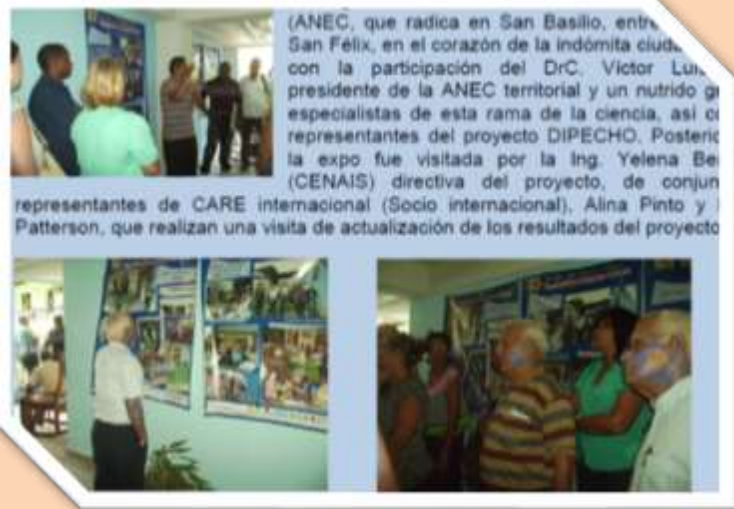 (ANEC, que radica en San Basilio, entre
San Félix, en el corazón de la indómita
con la participación del DrC. Victor
presidente de la ANEC territorial y un nutrido
especialistas de esta rama de la ciencia, así
representantes del proyecto DIPECHO.
la expo fue visitada por la Ing. Yelena
(CENAIS) directiva del proyecto, de
representantes de CARE internacional (Socio internacional), Alina Pinto y
Patterson, que realizan una visita de actualización de los resultados del proyecto